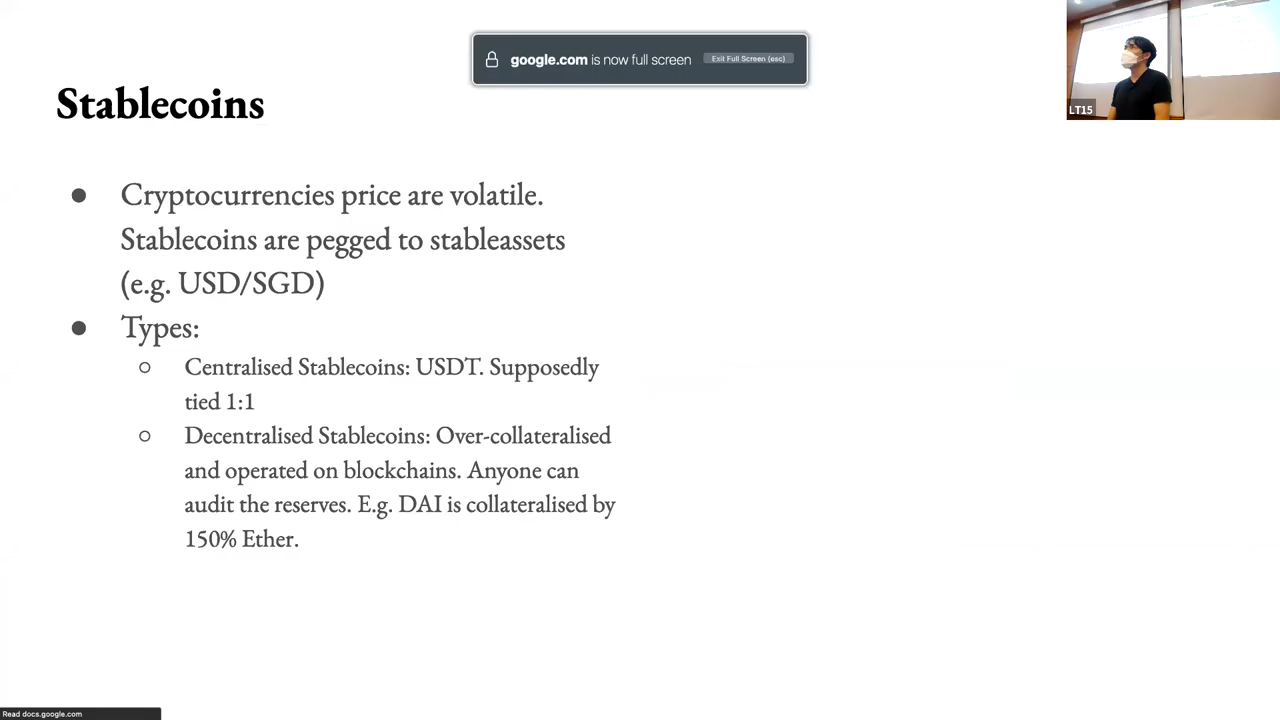 google.com is now full screen
Exit Full Screen (esc)
LT15
Stablecoins
● Cryptocurrencies price are volatile.
Stablecoins are pegged to stableassets
(e.g. USD/SGD)
● Types:
○ Centralised Stablecoins: USDT. Supposedly
tied 1:1
○ Decentralised Stablecoins: Over-collateralised
and operated on blockchains. Anyone can
audit the reserves. E.g. DAI is collateralised by
150% Ether.
Read docs.google.com